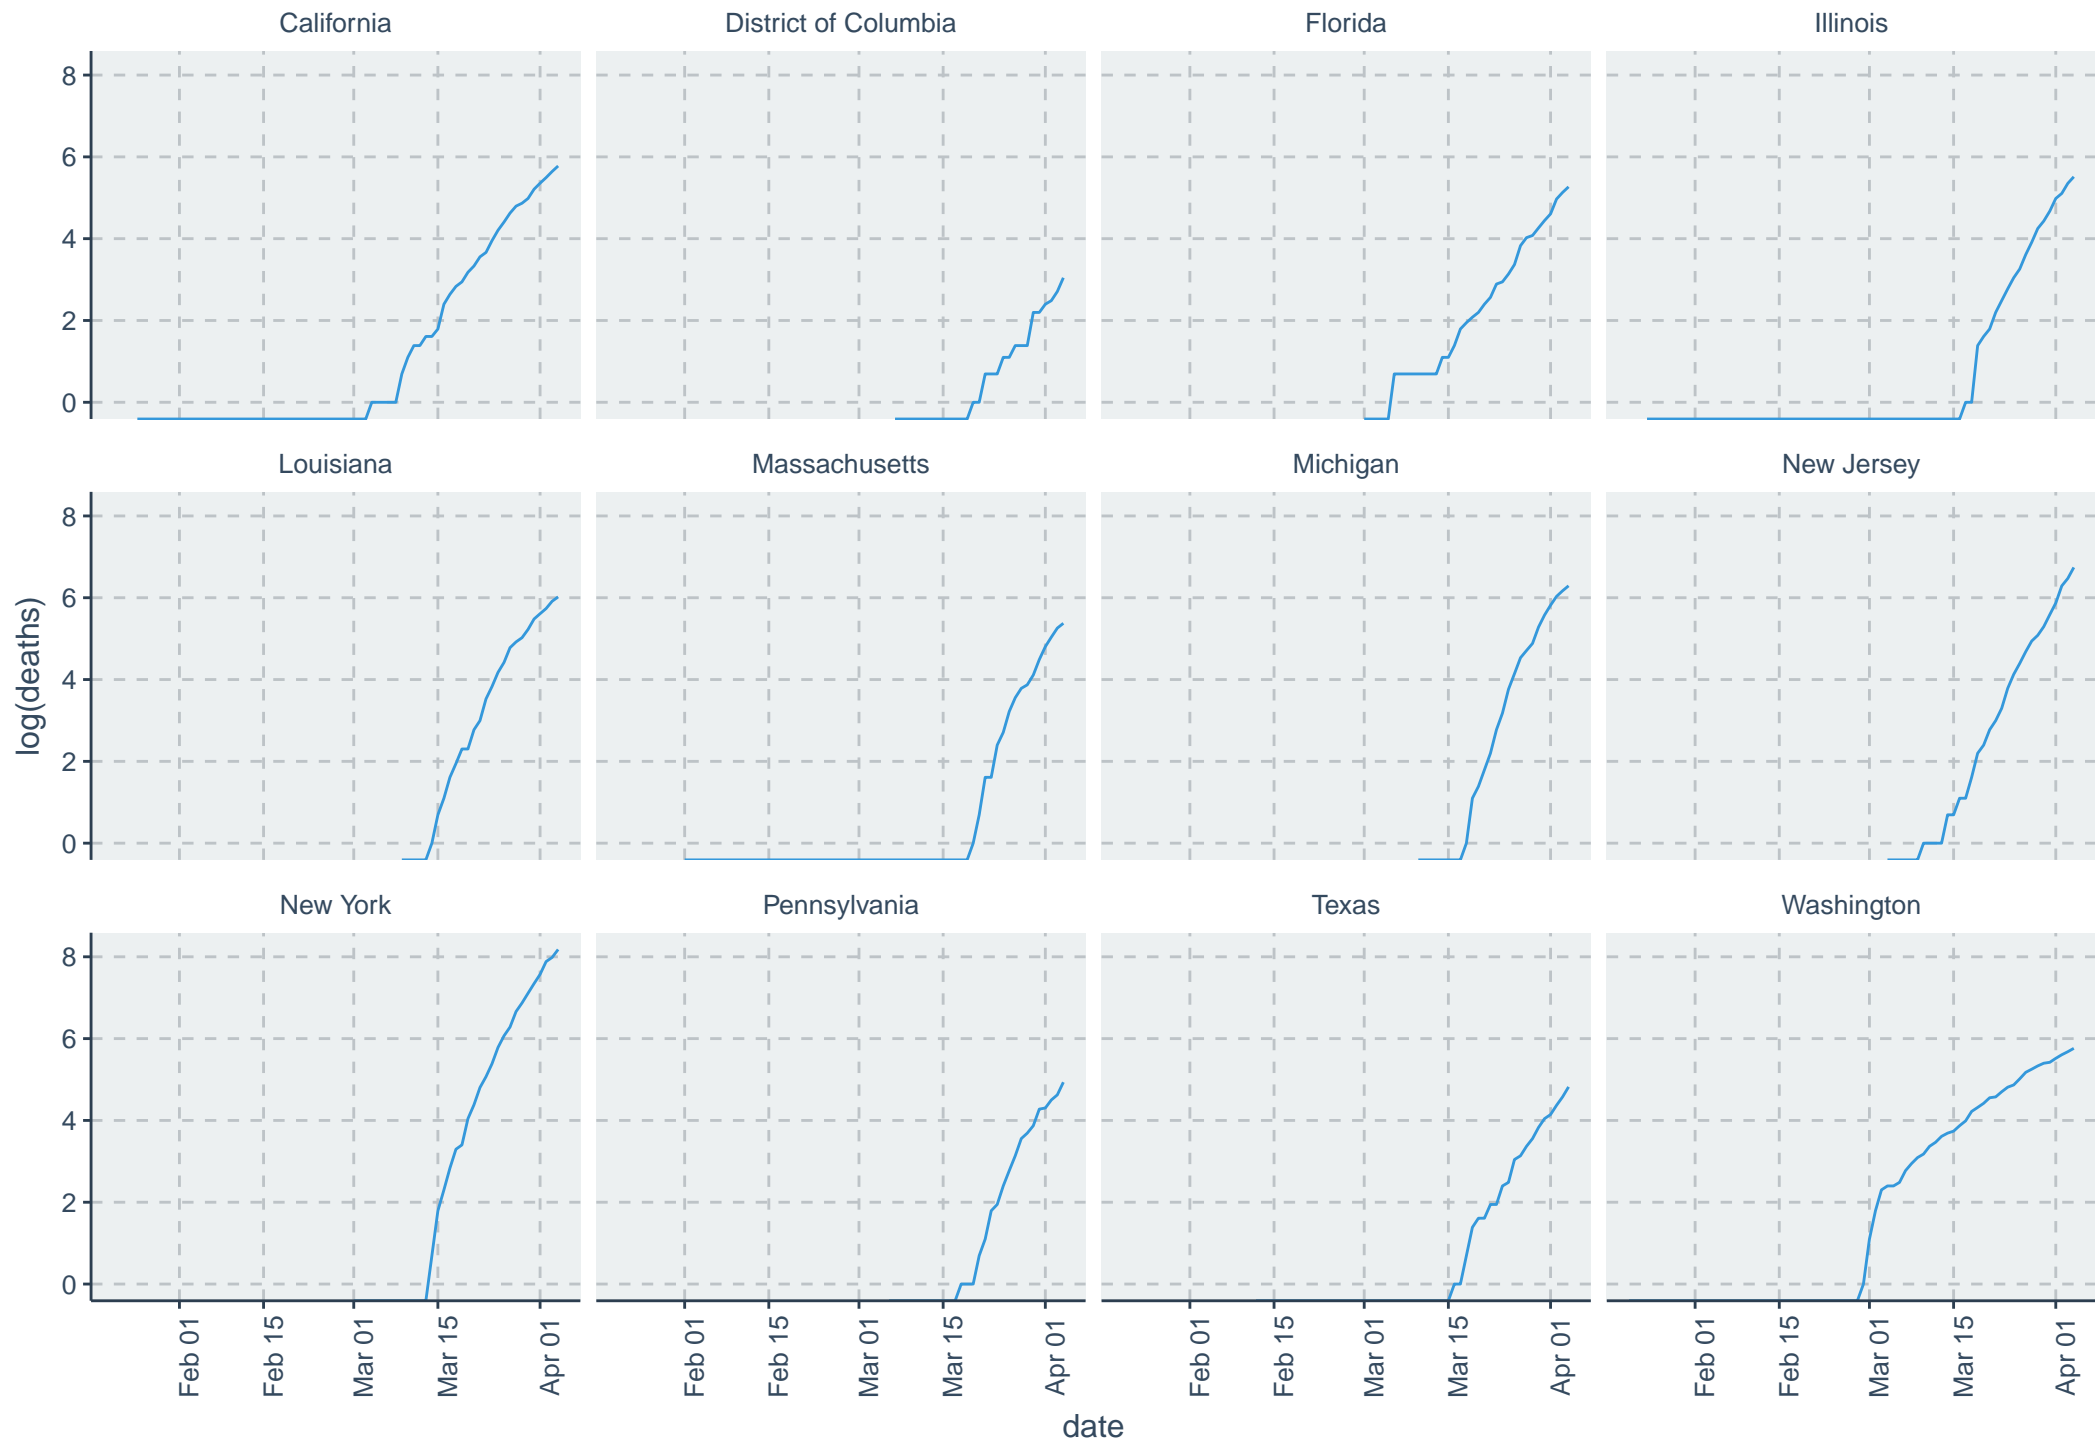 California District of Columbia Florida Illinois
8
6
4
2
0
Louisiana Massachusetts Michigan New Jersey
8
6
4
2
0
log(deaths)
New York Pennsylvania Texas Washington
8
6
4
2
0
Feb 01 Feb 15 Mar 01 Mar 15 Apr 01 Feb 01 Feb 15 Mar 01 Mar 15 Apr 01 Feb 01 Feb 15 Mar 01 Mar 15 Apr 01 Feb 01 Feb 15 Mar 01 Mar 15 Apr 01
date